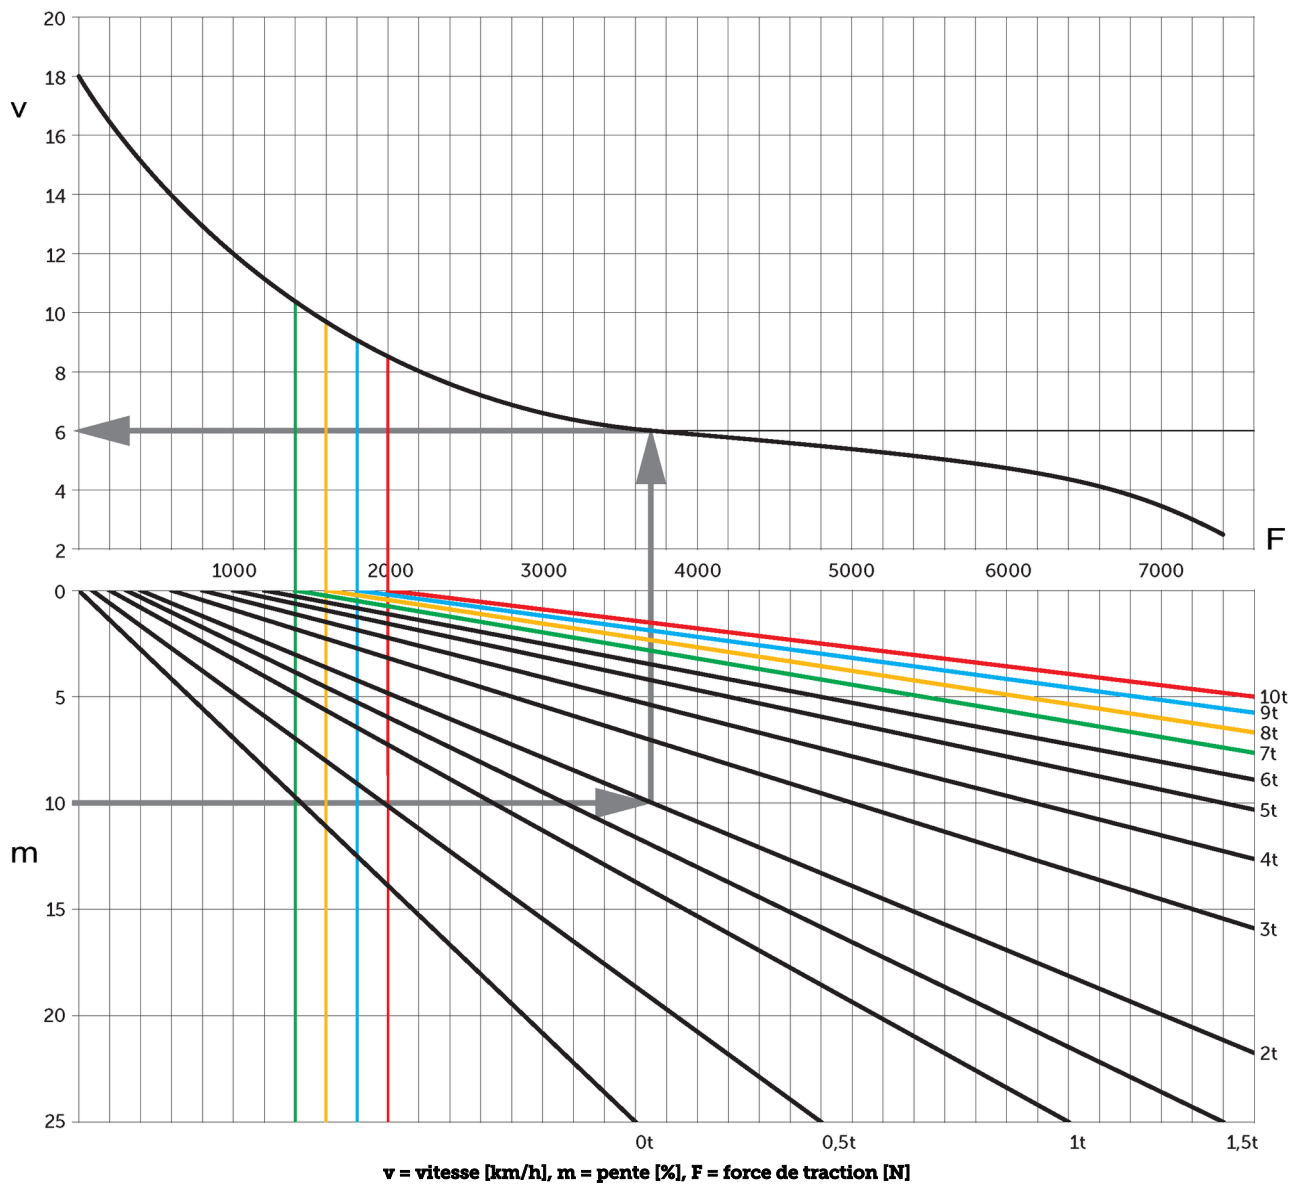 20
18
v
16
14
12
10
8
6
4
2
F
1000 2000 3000 4000 5000 6000 7000
0
5
10t
9t
8t
7t
6t
5t
10
m
4t
15
3t
20
2t
25
0t 0,5t 1t 1,5t
v = vitesse [km/h], m = pente [%], F = force de traction [N]